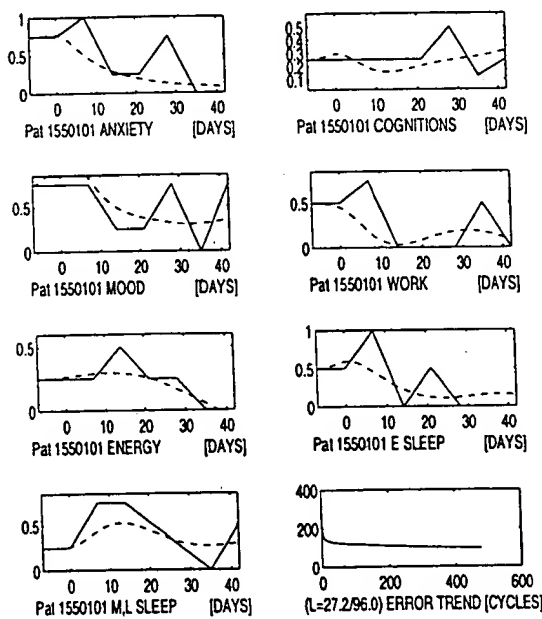 1
0.5
0
0 10 20 30 40
Pat 1550101 ANXIETY [DAYS]
0.5
0.4
0.3
0.2
0.1
0 10 20 30 40
Pat 1550101 COGNITIONS [DAYS]
0.5
0
0 10 20 30 40
Pat 1550101 MOOD [DAYS]
0.5
0
0 10 20 30 40
Pat 1550101 WORK [DAYS]
0.5
0
0 10 20 30 40
Pat 1550101 ENERGY [DAYS]
1
0.5
0
0 10 20 30 40
Pat 1550101 E SLEEP [DAYS]
0.5
0
0 10 20 30 40
Pat 1550101 M,L SLEEP [DAYS]
400
200
0
0 200 400 600
(L=27.2/96.0) ERROR TREND [CYCLES]